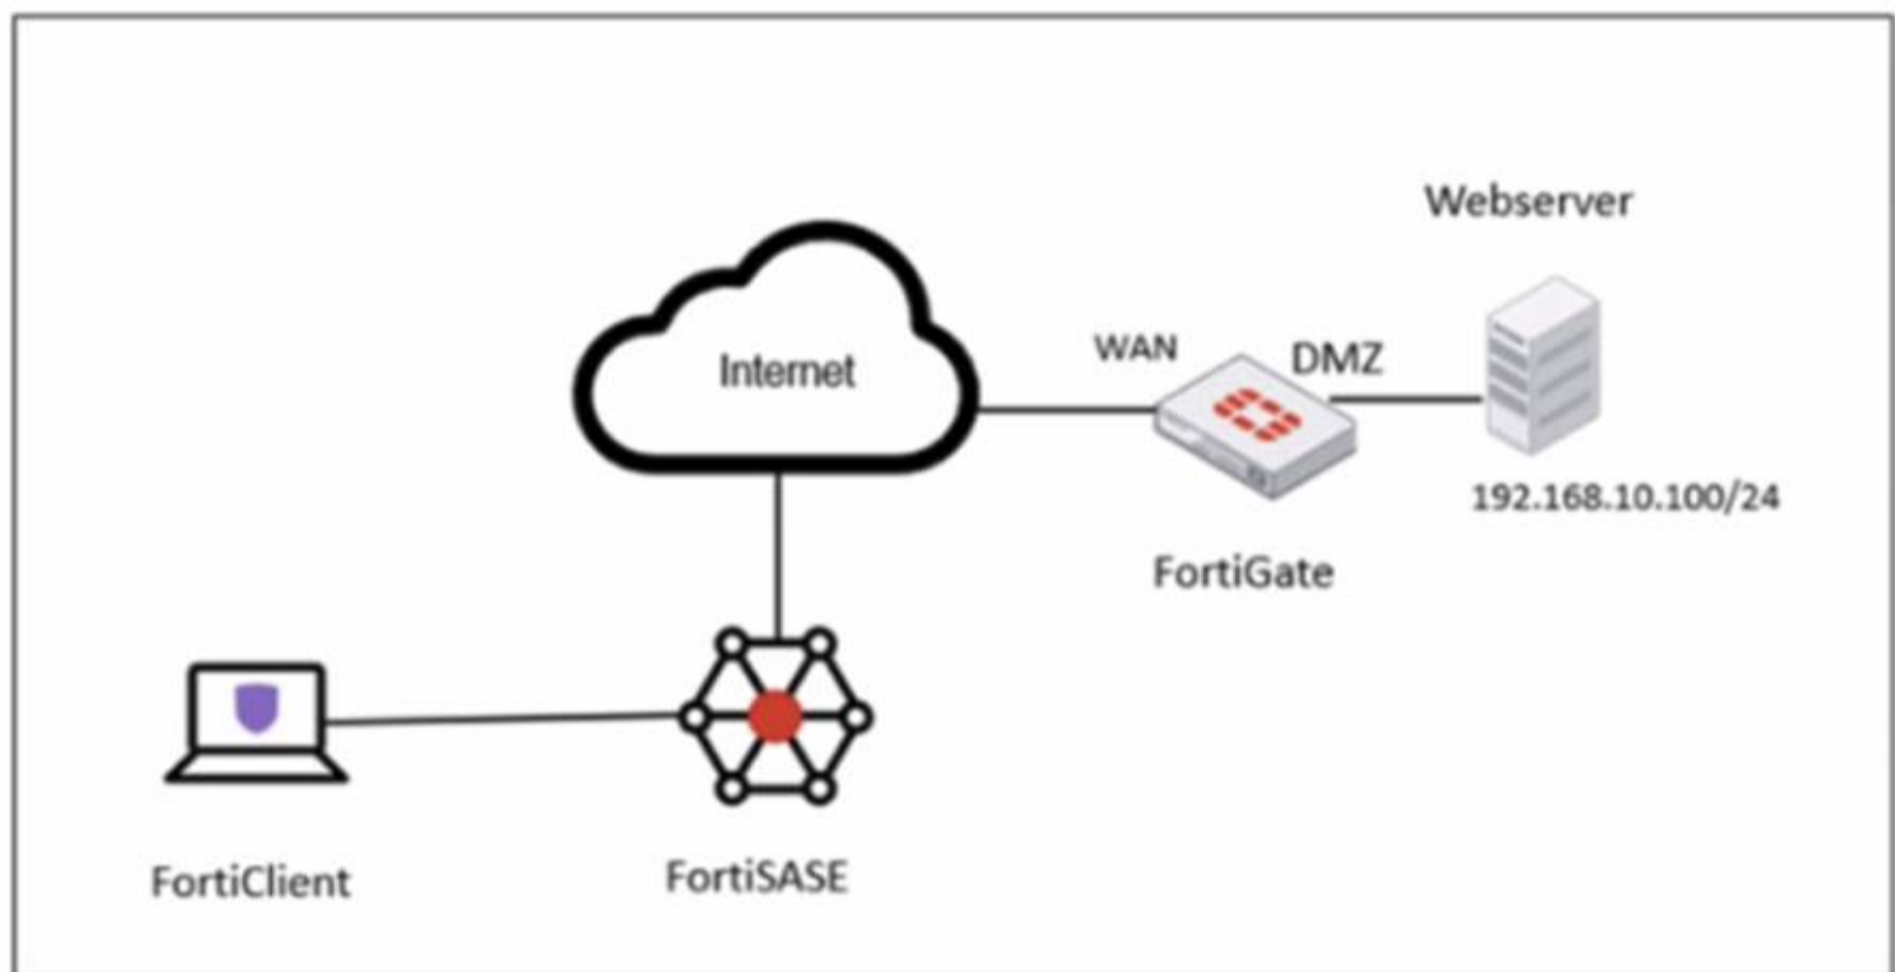 Webserver
WAN
DMZ
Internet
192.168.10.100/24
FortiGate
FortiClient
FortiSASE